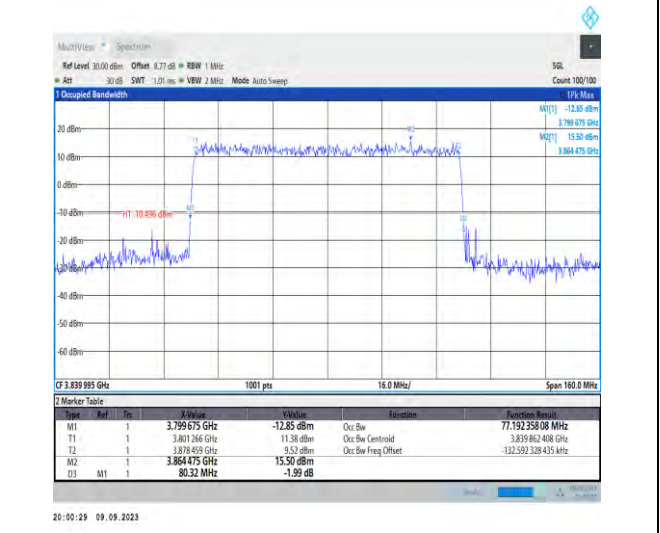 MultiView Spectrum
Ref Level 30.00 dBm Offset 8.77 dB RBW 1 MHz SGL
Att 30 dB SWT 1.01 ms VBW 2 MHz Mode Auto Sweep Count 100/100
1 Occupied Bandwidth 1Pk Max
M1[1] -12.85 dBm
3.799 675 GHz
M2[1] 15.50 dBm
3.864 475 GHz
20 dBm
M2
T1
T2
10 dBm
0 dBm
M1
-10 dBm
H1 -10.496 dBm
D3
-20 dBm
-30 dBm
-40 dBm
-50 dBm
-60 dBm
CF 3.839 995 GHz 1001 pts 16.0 MHz/ Span 160.0 MHz
2 Marker Table
Type Ref Trc X-Value Y-Value Function Function Result
M1 1 3.799 675 GHz -12.85 dBm Occ Bw 77.192 358 08 MHz
T1 1 3.801 266 GHz 11.38 dBm Occ Bw Centroid 3.839 862 408 GHz
T2 1 3.878 459 GHz 9.52 dBm Occ Bw Freq Offset -132.592 328 435 kHz
M2 1 3.864 475 GHz 15.50 dBm
D3 M1 1 80.32 MHz -1.99 dB
20:00:29 09.09.2023